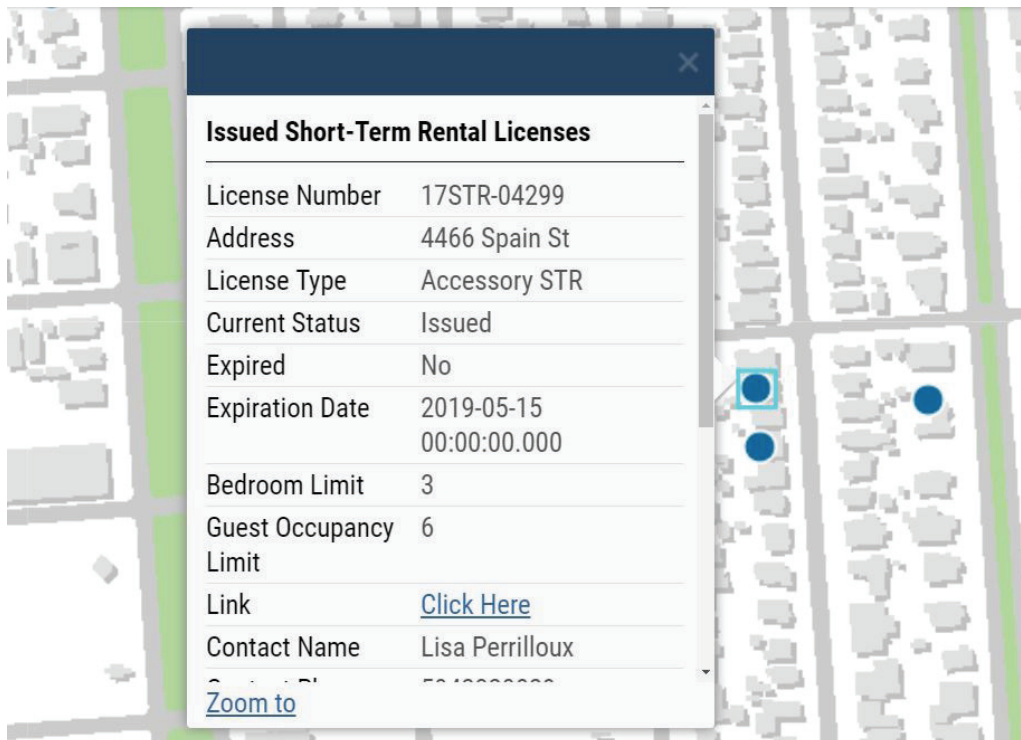 Issued Short-Term Rental Licenses
License Number 17STR-04299
Address 4466 Spain St
License Type Accessory STR
Current Status Issued
Expired No
Expiration Date 2019-05-15
00:00:00.000
Bedroom Limit 3
Guest Occupancy 6
Limit
Link Click Here
Contact Name Lisa Perrilloux
Zoom to